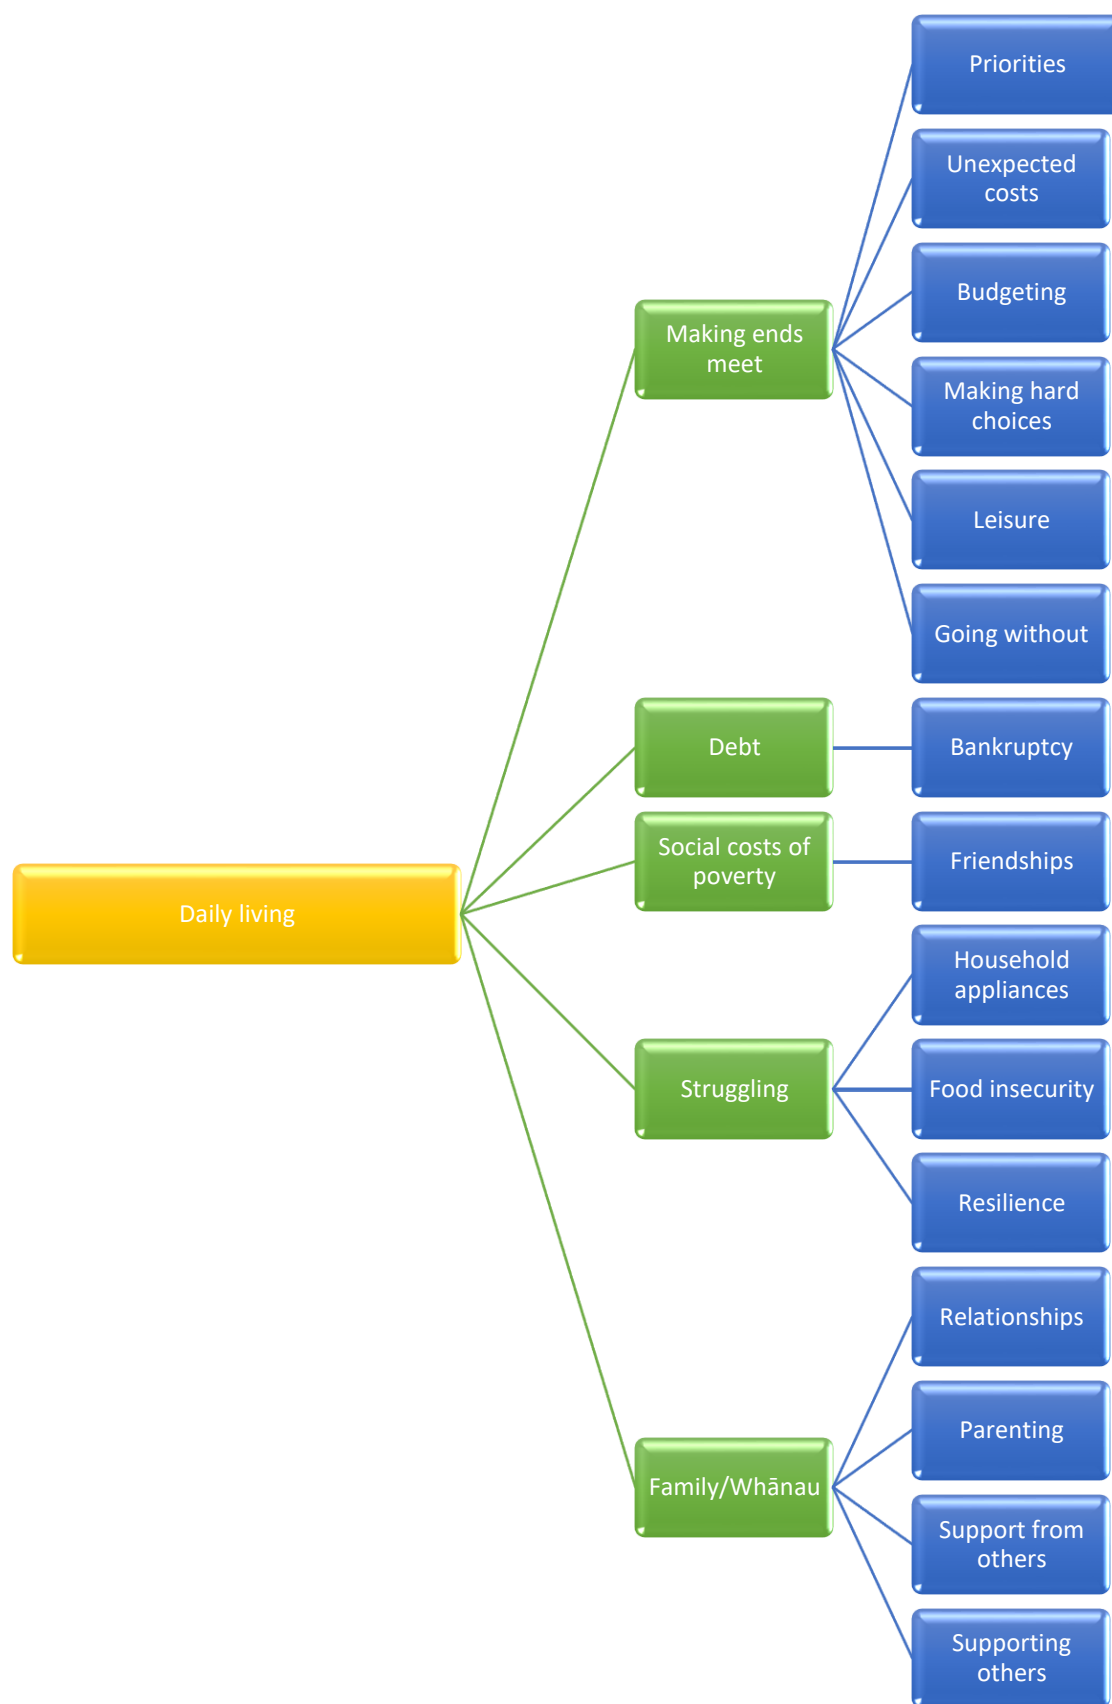 Daily living
Making ends
meet
Priorities
Unexpected
costs
Budgeting
Making hard
choices
Leisure
Going without
Debt
Bankruptcy
Social costs of
poverty
Friendships
Struggling
Household
appliances
Food insecurity
Resilience
Family/Whānau
Relationships
Parenting
Support from
others
Supporting
others